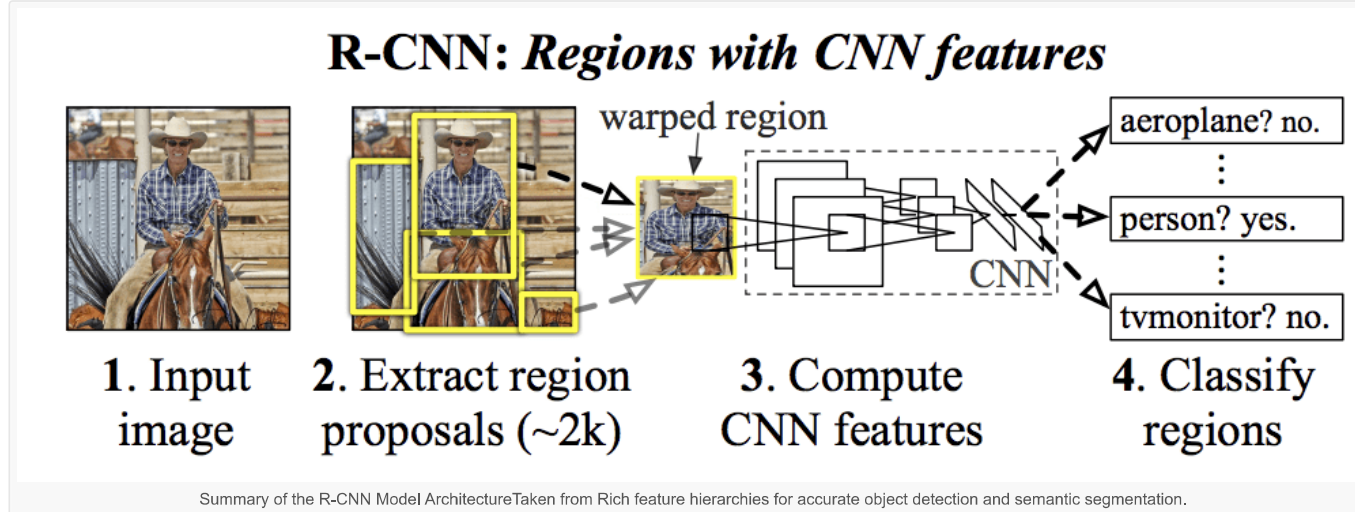 R-CNN: Regions with CNN features
warped region
aeroplane? no.
person? yes.
tvmonitor? no.
CNN
1. Input
image
2. Extract region
proposals (~2k)
3. Compute
CNN features
4. Classify
regions
Summary of the R-CNN Model ArchitectureTaken from Rich feature hierarchies for accurate object detection and semantic segmentation.